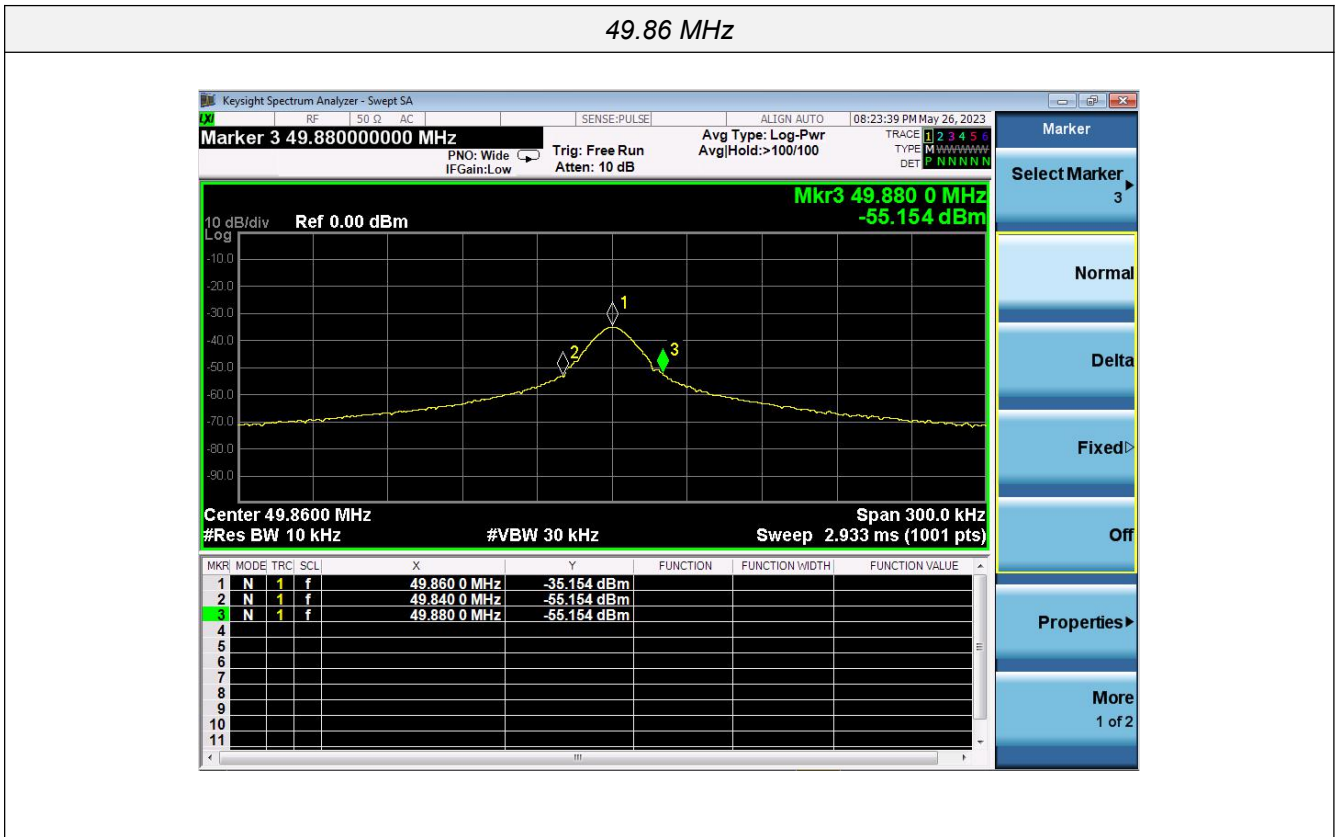 49.86 MHz
Keysight Spectrum Analyzer - Swept SA
LXI RF 50 Ω AC SENSE:PULSE ALIGN AUTO 08:23:39 PM May 26, 2023
Marker 3 49.880000000 MHz
PNO: Wide
IFGain:Low
Trig: Free Run
Atten: 10 dB
Avg Type: Log-Pwr
Avg|Hold:>100/100
TRACE 1 2 3 4 5 6
TYPE M WWWWW
DET P N N N N N
Mkr3 49.880 0 MHz
-55.154 dBm
10 dB/div Ref 0.00 dBm
Log
-10.0
-20.0
-30.0
-40.0
-50.0
-60.0
-70.0
-80.0
-90.0
1
2
3
Center 49.8600 MHz Span 300.0 kHz
#Res BW 10 kHz #VBW 30 kHz Sweep 2.933 ms (1001 pts)
MKR MODE TRC SCL X Y FUNCTION FUNCTION WIDTH FUNCTION VALUE
1 N 1 f 49.860 0 MHz -35.154 dBm
2 N 1 f 49.840 0 MHz -55.154 dBm
3 N 1 f 49.880 0 MHz -55.154 dBm
4
5
6
7
8
9
10
11
Marker
Select Marker
3
Normal
Delta
Fixed
Off
Properties
More
1 of 2